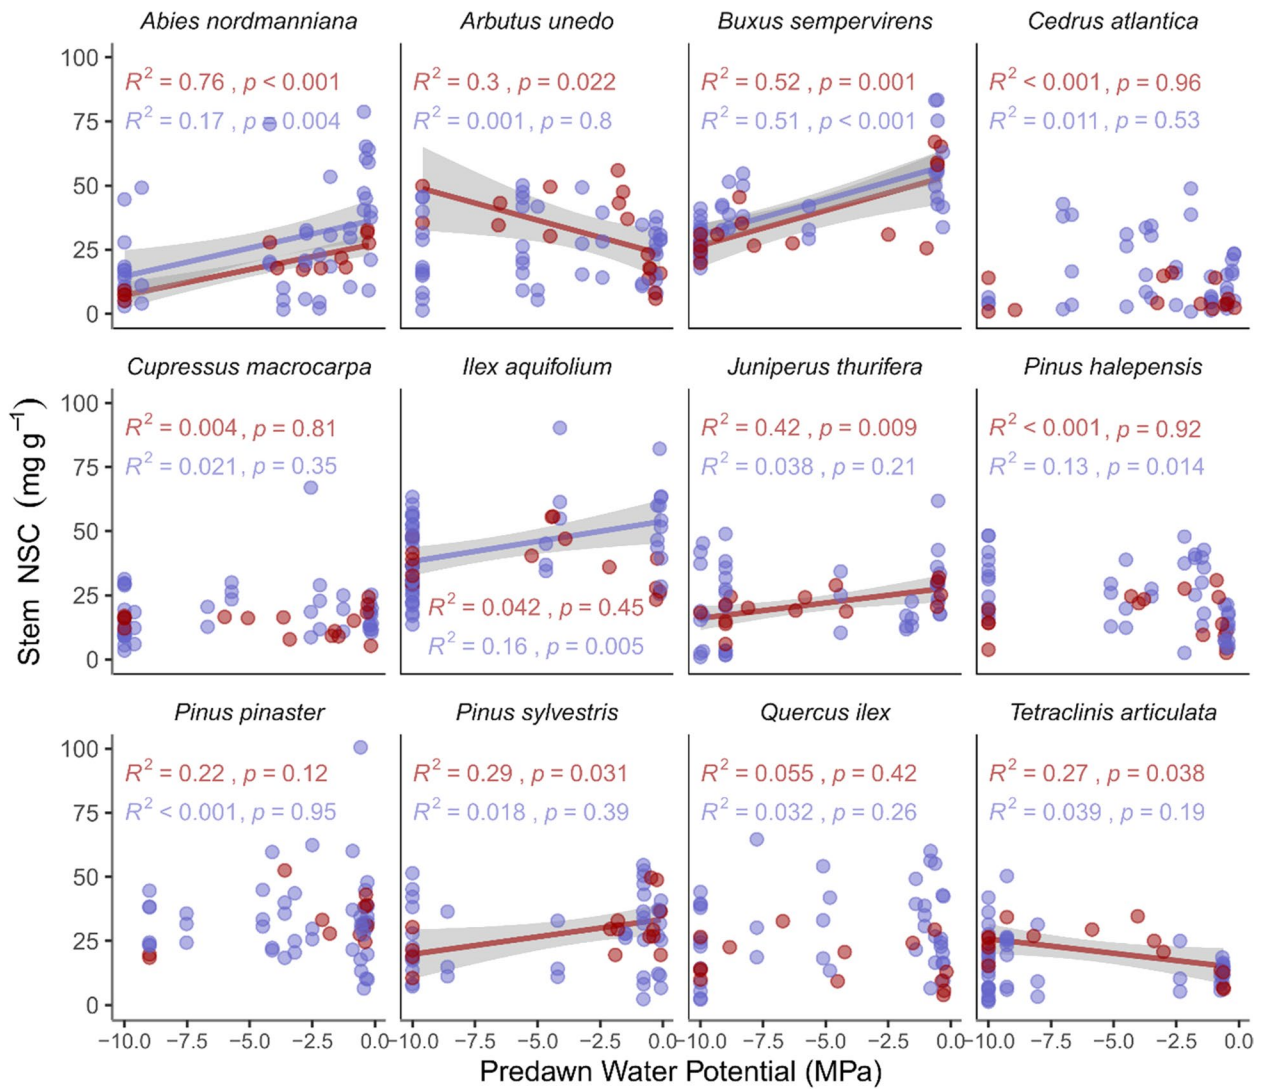 Abies nordmanniana
Arbutus unedo
Buxus sempervirens
Cedrus atlantica
100
75
50
25
0
R² = 0.76 , p < 0.001
R² = 0.17 , p = 0.004
R² = 0.3 , p = 0.022
R² = 0.001, p = 0.8
R² = 0.52 , p = 0.001
R² = 0.51 , p < 0.001
R² < 0.001, p = 0.96
R² = 0.011, p = 0.53
Cupressus macrocarpa
Ilex aquifolium
Juniperus thurifera
Pinus halepensis
Stem NSC (mg g⁻¹)
100
75
50
25
0
R² = 0.004, p = 0.81
R² = 0.021, p = 0.35
R² = 0.042, p = 0.45
R² = 0.16 , p = 0.005
R² = 0.42 , p = 0.009
R² = 0.038 , p = 0.21
R² < 0.001, p = 0.92
R² = 0.13 , p = 0.014
Pinus pinaster
Pinus sylvestris
Quercus ilex
Tetraclinis articulata
100
75
50
25
0
R² = 0.22 , p = 0.12
R² < 0.001, p = 0.95
R² = 0.29 , p = 0.031
R² = 0.018 , p = 0.39
R² = 0.055 , p = 0.42
R² = 0.032 , p = 0.26
R² = 0.27 , p = 0.038
R² = 0.039 , p = 0.19
−10.0 −7.5 −5.0 −2.5 0.0
−10.0 −7.5 −5.0 −2.5 0.0
−10.0 −7.5 −5.0 −2.5 0.0
−10.0 −7.5 −5.0 −2.5 0.0
Predawn Water Potential (MPa)